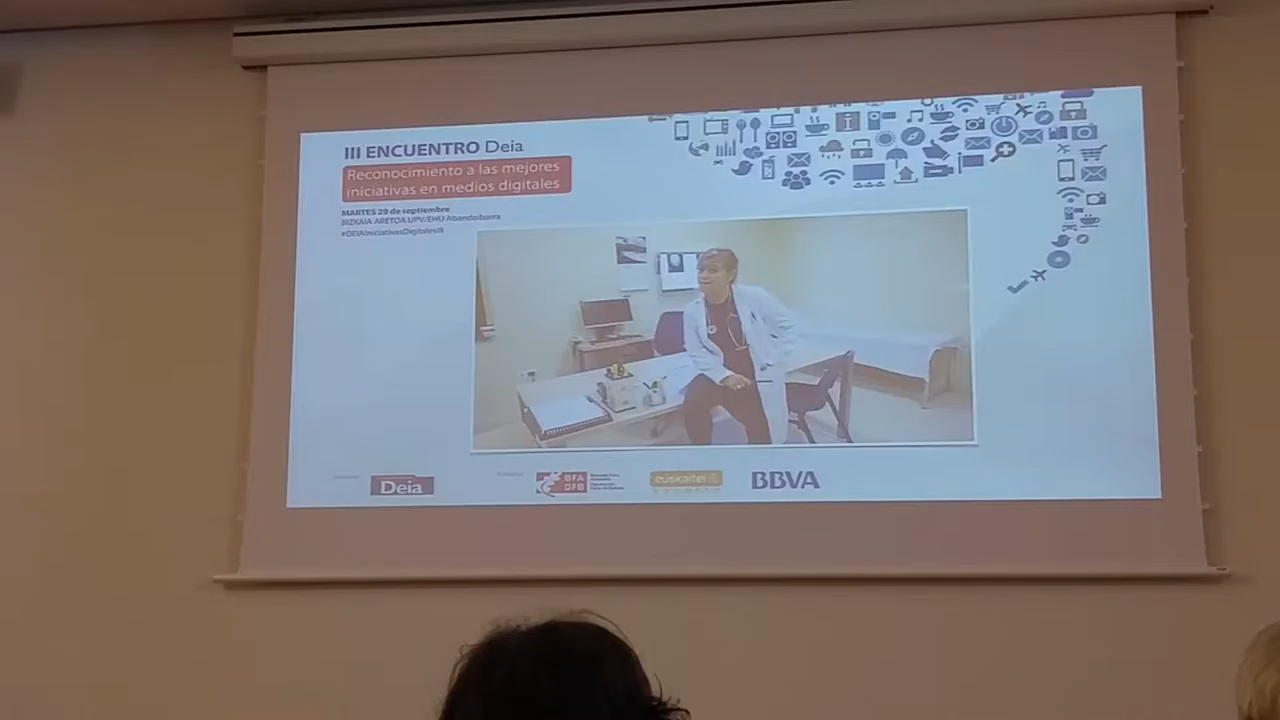 III ENCUENTRO Deia
Reconocimiento a las mejores
iniciativas en medios digitales
MARTES 29 de septiembre
BIZKAIA ARETOA UPV/EHU Abandoibarra
#DEIAIniciativasDigitalesIII
Deia
BFA
DFB
euskaltel
BBVA